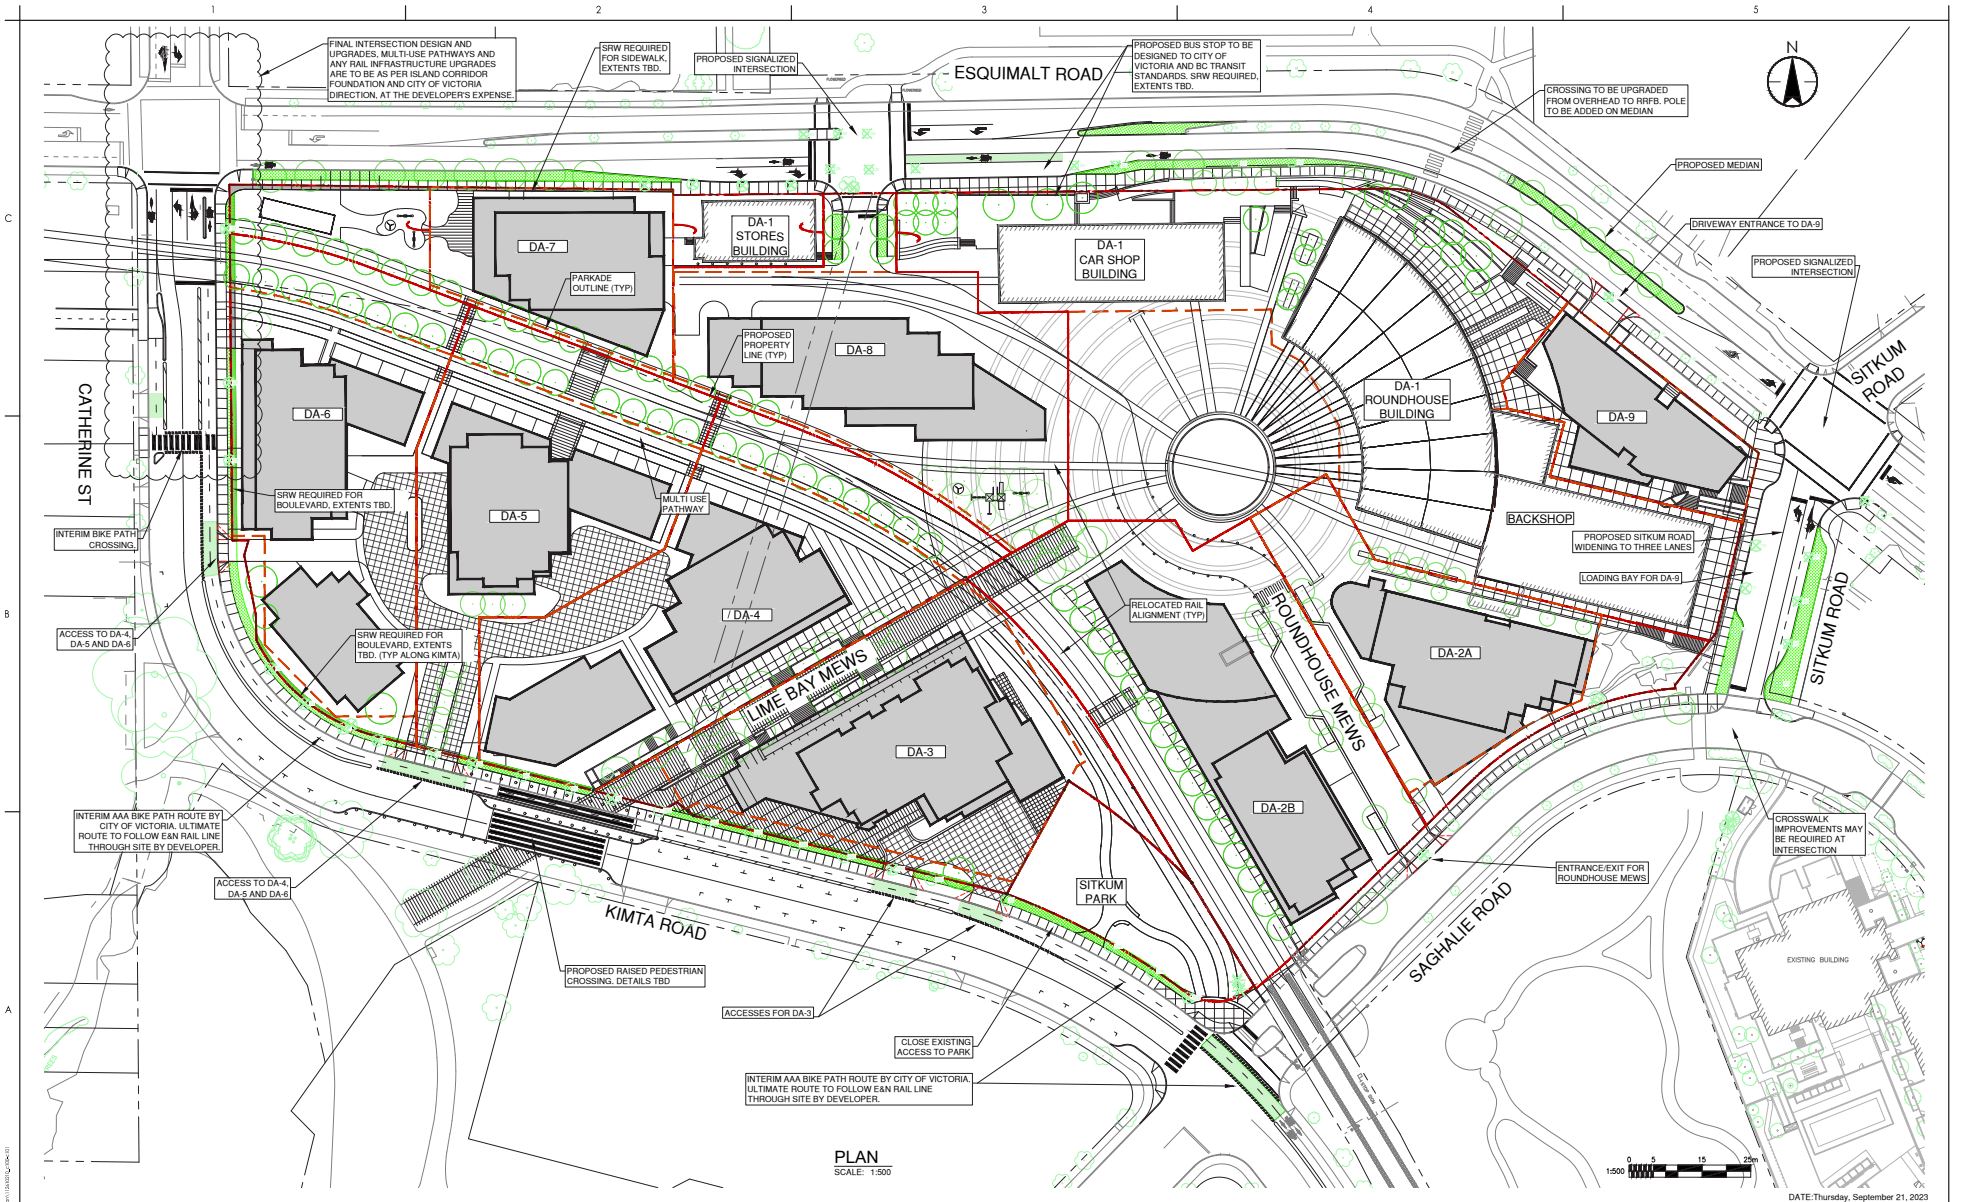 1
2
3
4
5
FINAL INTERSECTION DESIGN AND
UPGRADES, MULTI-USE PATHWAYS AND
ANY RAIL INFRASTRUCTURE UPGRADES
ARE TO BE AS PER ISLAND CORRIDOR
FOUNDATION AND CITY OF VICTORIA
DIRECTION, AT THE DEVELOPER'S EXPENSE.
SRW REQUIRED
FOR SIDEWALK,
EXTENTS TBD.
PROPOSED SIGNALIZED
INTERSECTION
ESQUIMALT ROAD
PROPOSED BUS STOP TO BE
DESIGNED TO CITY OF
VICTORIA AND BC TRANSIT
STANDARDS. SRW REQUIRED,
EXTENTS TBD.
N
CROSSING TO BE UPGRADED
FROM OVERHEAD TO RRFB. POLE
TO BE ADDED ON MEDIAN
PROPOSED MEDIAN
C
DRIVEWAY ENTRANCE TO DA-9
PROPOSED SIGNALIZED
INTERSECTION
DA-7
DA-1
STORES
BUILDING
DA-1
CAR SHOP
BUILDING
PARKADE
OUTLINE (TYP)
PROPOSED
PROPERTY
LINE (TYP)
DA-8
DA-1
ROUNDHOUSE
BUILDING
SITKUM
ROAD
DA-9
CATHERINE ST
DA-6
SRW REQUIRED FOR
BOULEVARD, EXTENTS TBD.
MULTI USE
PATHWAY
DA-5
BACKSHOP
INTERIM BIKE PATH
CROSSING.
PROPOSED SITKUM ROAD
WIDENING TO THREE LANES
LOADING BAY FOR DA-9
B
DA-4
RELOCATED RAIL
ALIGNMENT (TYP)
ROUNDHOUSE MEWS
SITKUM ROAD
ACCESS TO DA-4,
DA-5 AND DA-6
SRW REQUIRED FOR
BOULEVARD, EXTENTS
TBD. (TYP ALONG KIMTA)
DA-2A
LIME BAY MEWS
DA-3
DA-2B
INTERIM AAA BIKE PATH ROUTE BY
CITY OF VICTORIA. ULTIMATE
ROUTE TO FOLLOW E&N RAIL LINE
THROUGH SITE BY DEVELOPER.
CROSSWALK
IMPROVEMENTS MAY
BE REQUIRED AT
INTERSECTION
ENTRANCE/EXIT FOR
ROUNDHOUSE MEWS
ACCESS TO DA-4,
DA-5 AND DA-6
SITKUM
PARK
KIMTA ROAD
SAGHALIE ROAD
EXISTING BUILDING
PROPOSED RAISED PEDESTRIAN
CROSSING. DETAILS TBD
A
ACCESSES FOR DA-3
CLOSE EXISTING
ACCESS TO PARK
INTERIM AAA BIKE PATH ROUTE BY CITY OF VICTORIA.
ULTIMATE ROUTE TO FOLLOW E&N RAIL LINE
THROUGH SITE BY DEVELOPER.
PLAN
SCALE: 1:500
1:500
0 5 15 25m
DATE:Thursday, September 21, 2023